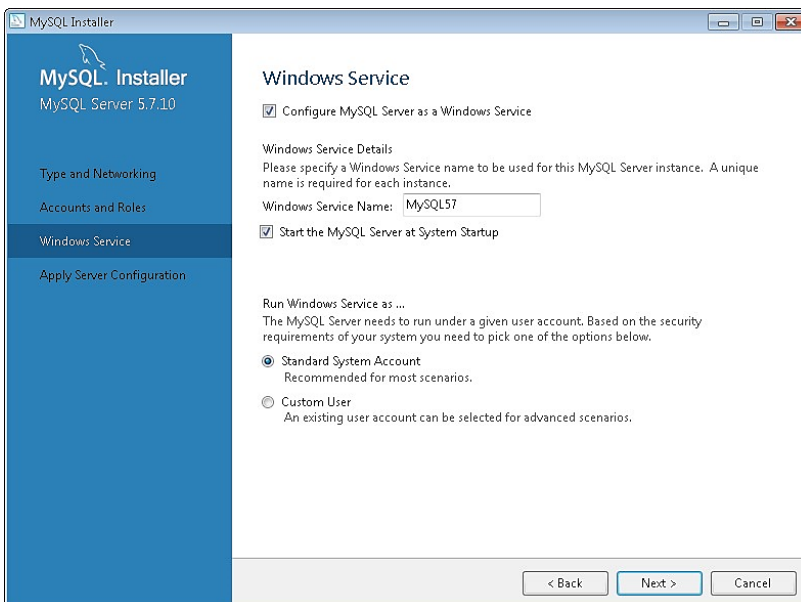 MySQL Installer
MySQL. Installer
MySQL Server 5.7.10
Type and Networking
Accounts and Roles
Windows Service
Apply Server Configuration
Windows Service
Configure MySQL Server as a Windows Service
Windows Service Details
Please specify a Windows Service name to be used for this MySQL Server instance.  A unique
name is required for each instance.
Windows Service Name: MySQL57
Start the MySQL Server at System Startup
Run Windows Service as ...
The MySQL Server needs to run under a given user account. Based on the security
requirements of your system you need to pick one of the options below.
Standard System Account
Recommended for most scenarios.
Custom User
An existing user account can be selected for advanced scenarios.
< Back Next > Cancel